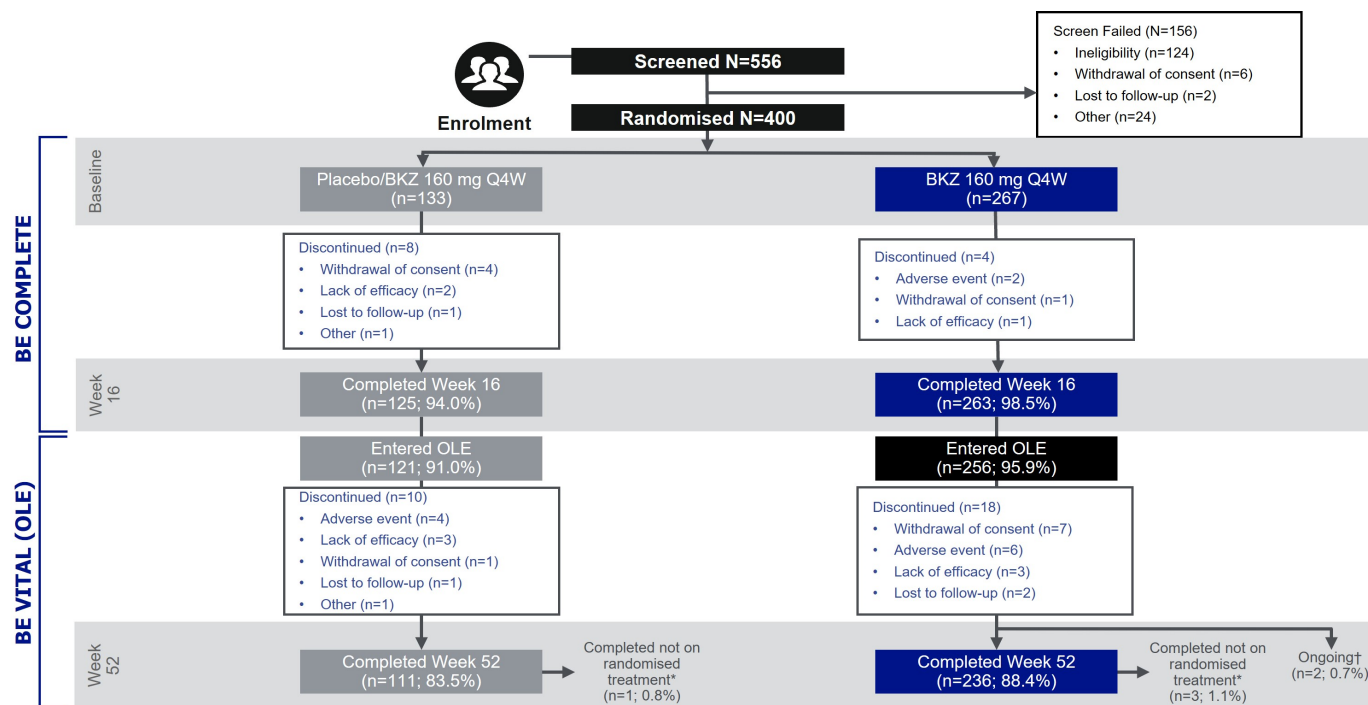 Screened N=556
Enrolment
Randomised N=400
Screen Failed (N=156)
• Ineligibility (n=124)
• Withdrawal of consent (n=6)
• Lost to follow-up (n=2)
• Other (n=24)
BE COMPLETE
Baseline
Placebo/BKZ 160 mg Q4W
(n=133)
BKZ 160 mg Q4W
(n=267)
Discontinued (n=8)
• Withdrawal of consent (n=4)
• Lack of efficacy (n=2)
• Lost to follow-up (n=1)
• Other (n=1)
Discontinued (n=4)
• Adverse event (n=2)
• Withdrawal of consent (n=1)
• Lack of efficacy (n=1)
Week
16
Completed Week 16
(n=125; 94.0%)
Completed Week 16
(n=263; 98.5%)
BE VITAL (OLE)
Entered OLE
(n=121; 91.0%)
Entered OLE
(n=256; 95.9%)
Discontinued (n=10)
• Adverse event (n=4)
• Lack of efficacy (n=3)
• Withdrawal of consent (n=1)
• Lost to follow-up (n=1)
• Other (n=1)
Discontinued (n=18)
• Withdrawal of consent (n=7)
• Adverse event (n=6)
• Lack of efficacy (n=3)
• Lost to follow-up (n=2)
Week
52
Completed Week 52
(n=111; 83.5%)
Completed not on
randomised
treatment*
(n=1; 0.8%)
Completed Week 52
(n=236; 88.4%)
Completed not on
randomised
treatment*
(n=3; 1.1%)
Ongoing†
(n=2; 0.7%)